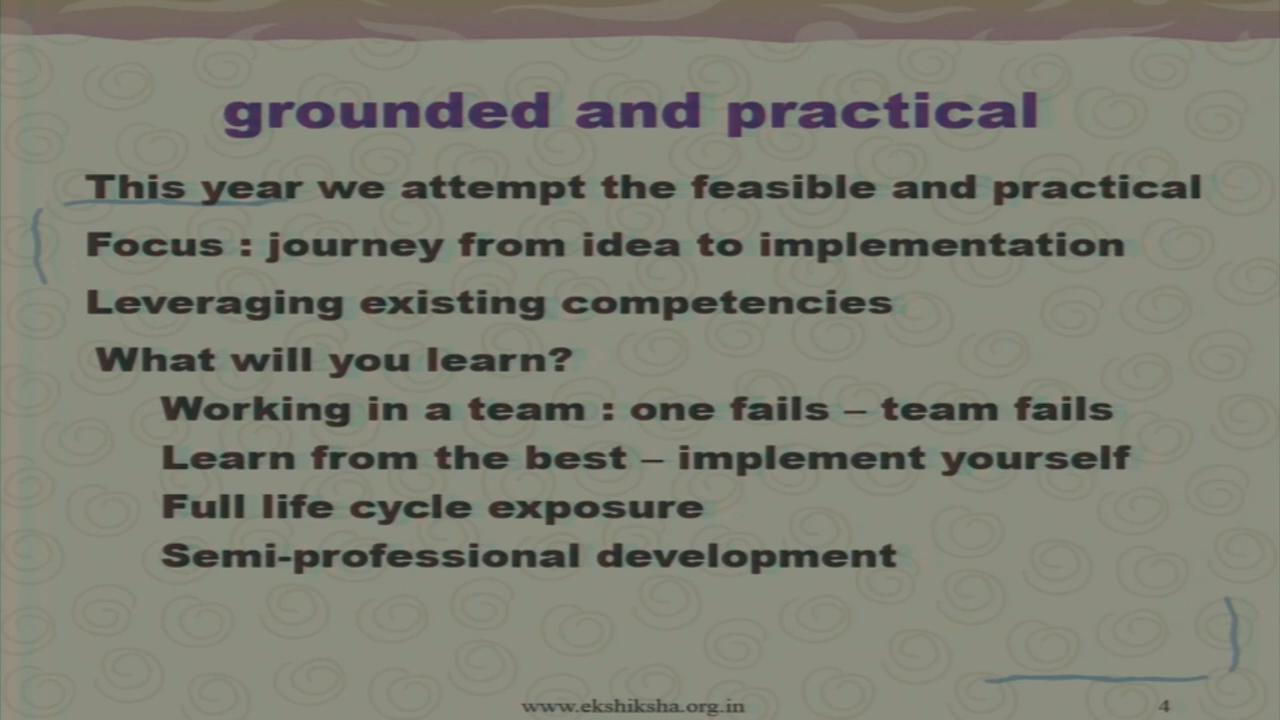 grounded and practical
This year we attempt the feasible and practical
Focus : journey from idea to implementation
Leveraging existing competencies
What will you learn?
Working in a team : one fails – team fails
Learn from the best – implement yourself
Full life cycle exposure
Semi-professional development
www.ekshiksha.org.in
4